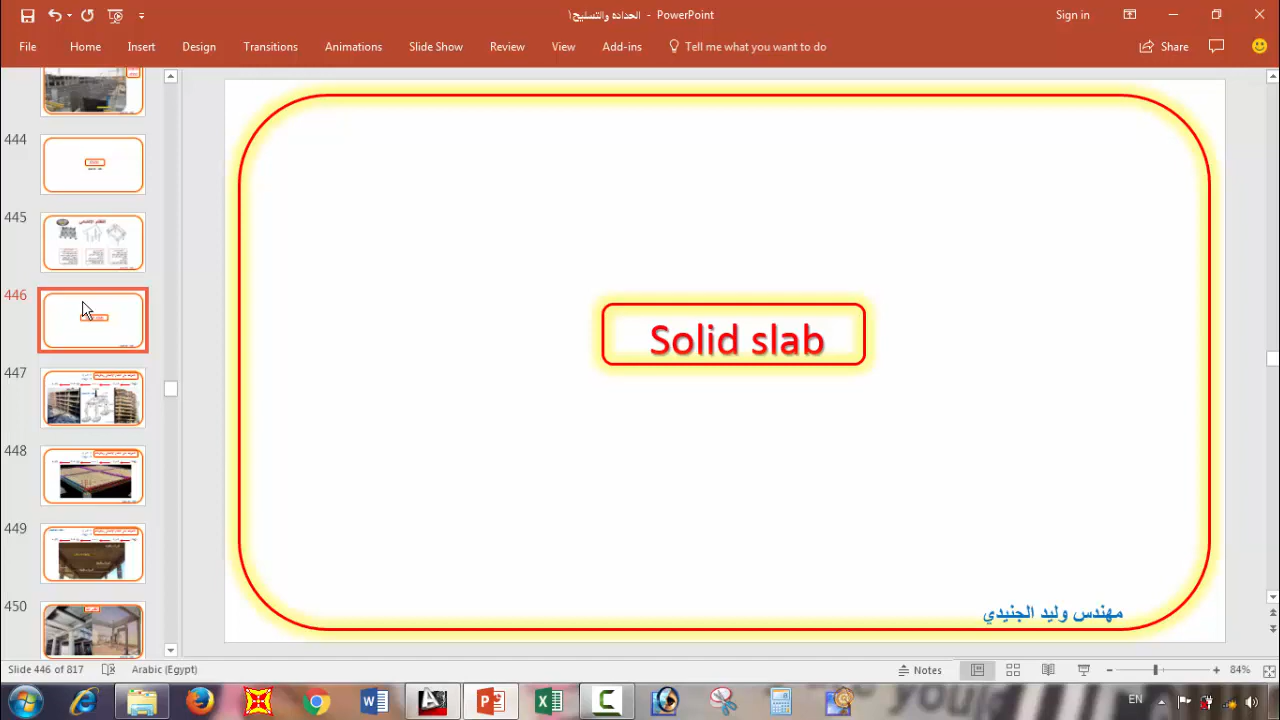 الحداده والتسليح١ - PowerPoint
Sign in
File Home Insert Design Transitions Animations Slide Show Review View Add-ins Tell me what you want to do Share
444
445
446
447
448
449
450
Solid slab
مهندس وليد الجنيدي
Slide 446 of 817 Arabic (Egypt) Notes 84%
EN